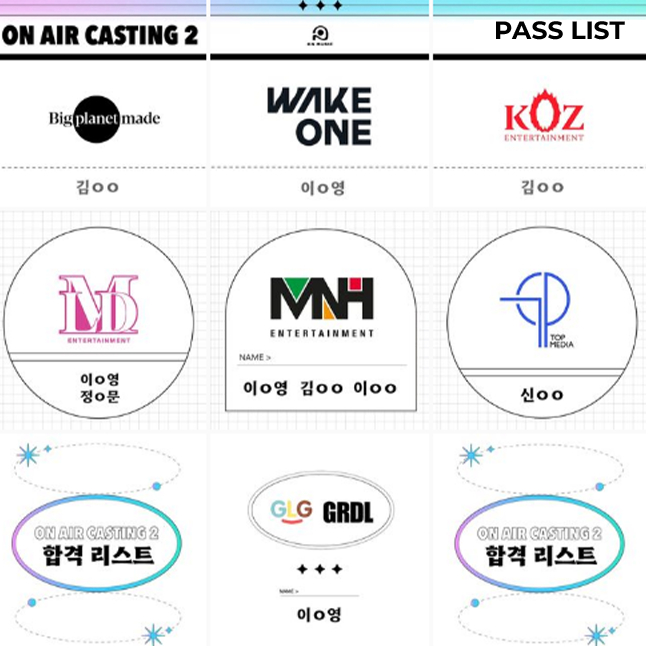 ON AIR CASTING 2
PASS LIST
Bigplanetmade
WAKE
ONE
KOZ
ENTERTAINMENT
김ㅇㅇ
이ㅇ영
김ㅇㅇ
MLD
ENTERTAINMENT
이ㅇ영
정ㅇ문
MNH
ENTERTAINMENT
NAME >
이ㅇ영 김ㅇㅇ 이ㅇㅇ
TOP
MEDIA
신ㅇㅇ
ON AIR CASTING 2
합격 리스트
GLG GRDL
NAME >
이ㅇ영
ON AIR CASTING 2
합격 리스트